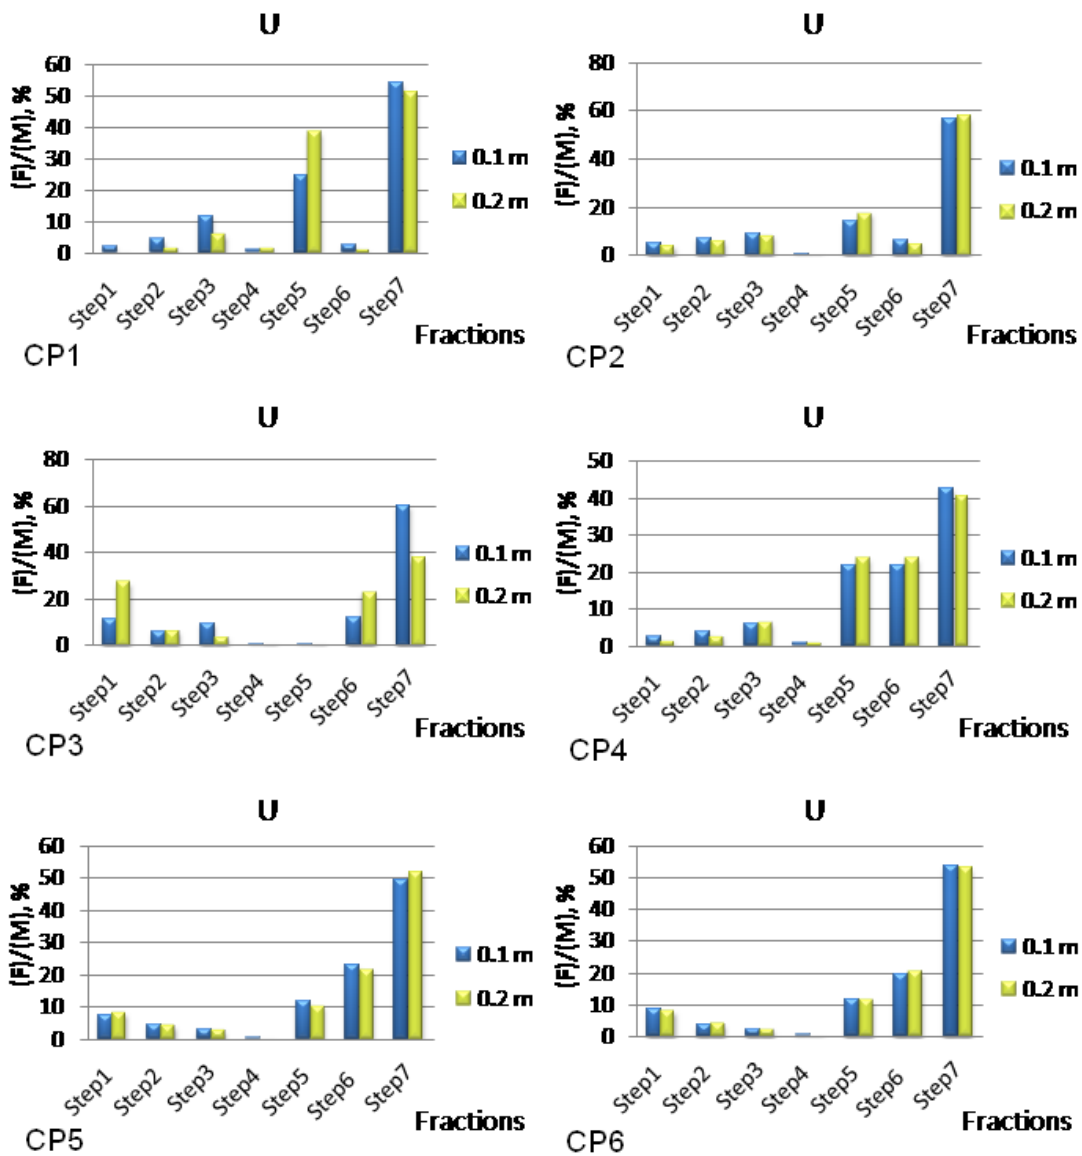 U
60
50
40
30
20
10
0
(F)/(M), %
Step1
Step2
Step3
Step4
Step5
Step6
Step7
Fractions
0.1 m
0.2 m
CP1
U
80
60
40
20
0
(F)/(M), %
Step1
Step2
Step3
Step4
Step5
Step6
Step7
Fractions
0.1 m
0.2 m
CP2
U
80
60
40
20
0
(F)/(M), %
Step1
Step2
Step3
Step4
Step5
Step6
Step7
Fractions
0.1 m
0.2 m
CP3
U
50
40
30
20
10
0
(F)/(M), %
Step1
Step2
Step3
Step4
Step5
Step6
Step7
Fractions
0.1 m
0.2 m
CP4
U
60
50
40
30
20
10
0
(F)/(M), %
Step1
Step2
Step3
Step4
Step5
Step6
Step7
Fractions
0.1 m
0.2 m
CP5
U
60
50
40
30
20
10
0
(F)/(M), %
Step1
Step2
Step3
Step4
Step5
Step6
Step7
Fractions
0.1 m
0.2 m
CP6